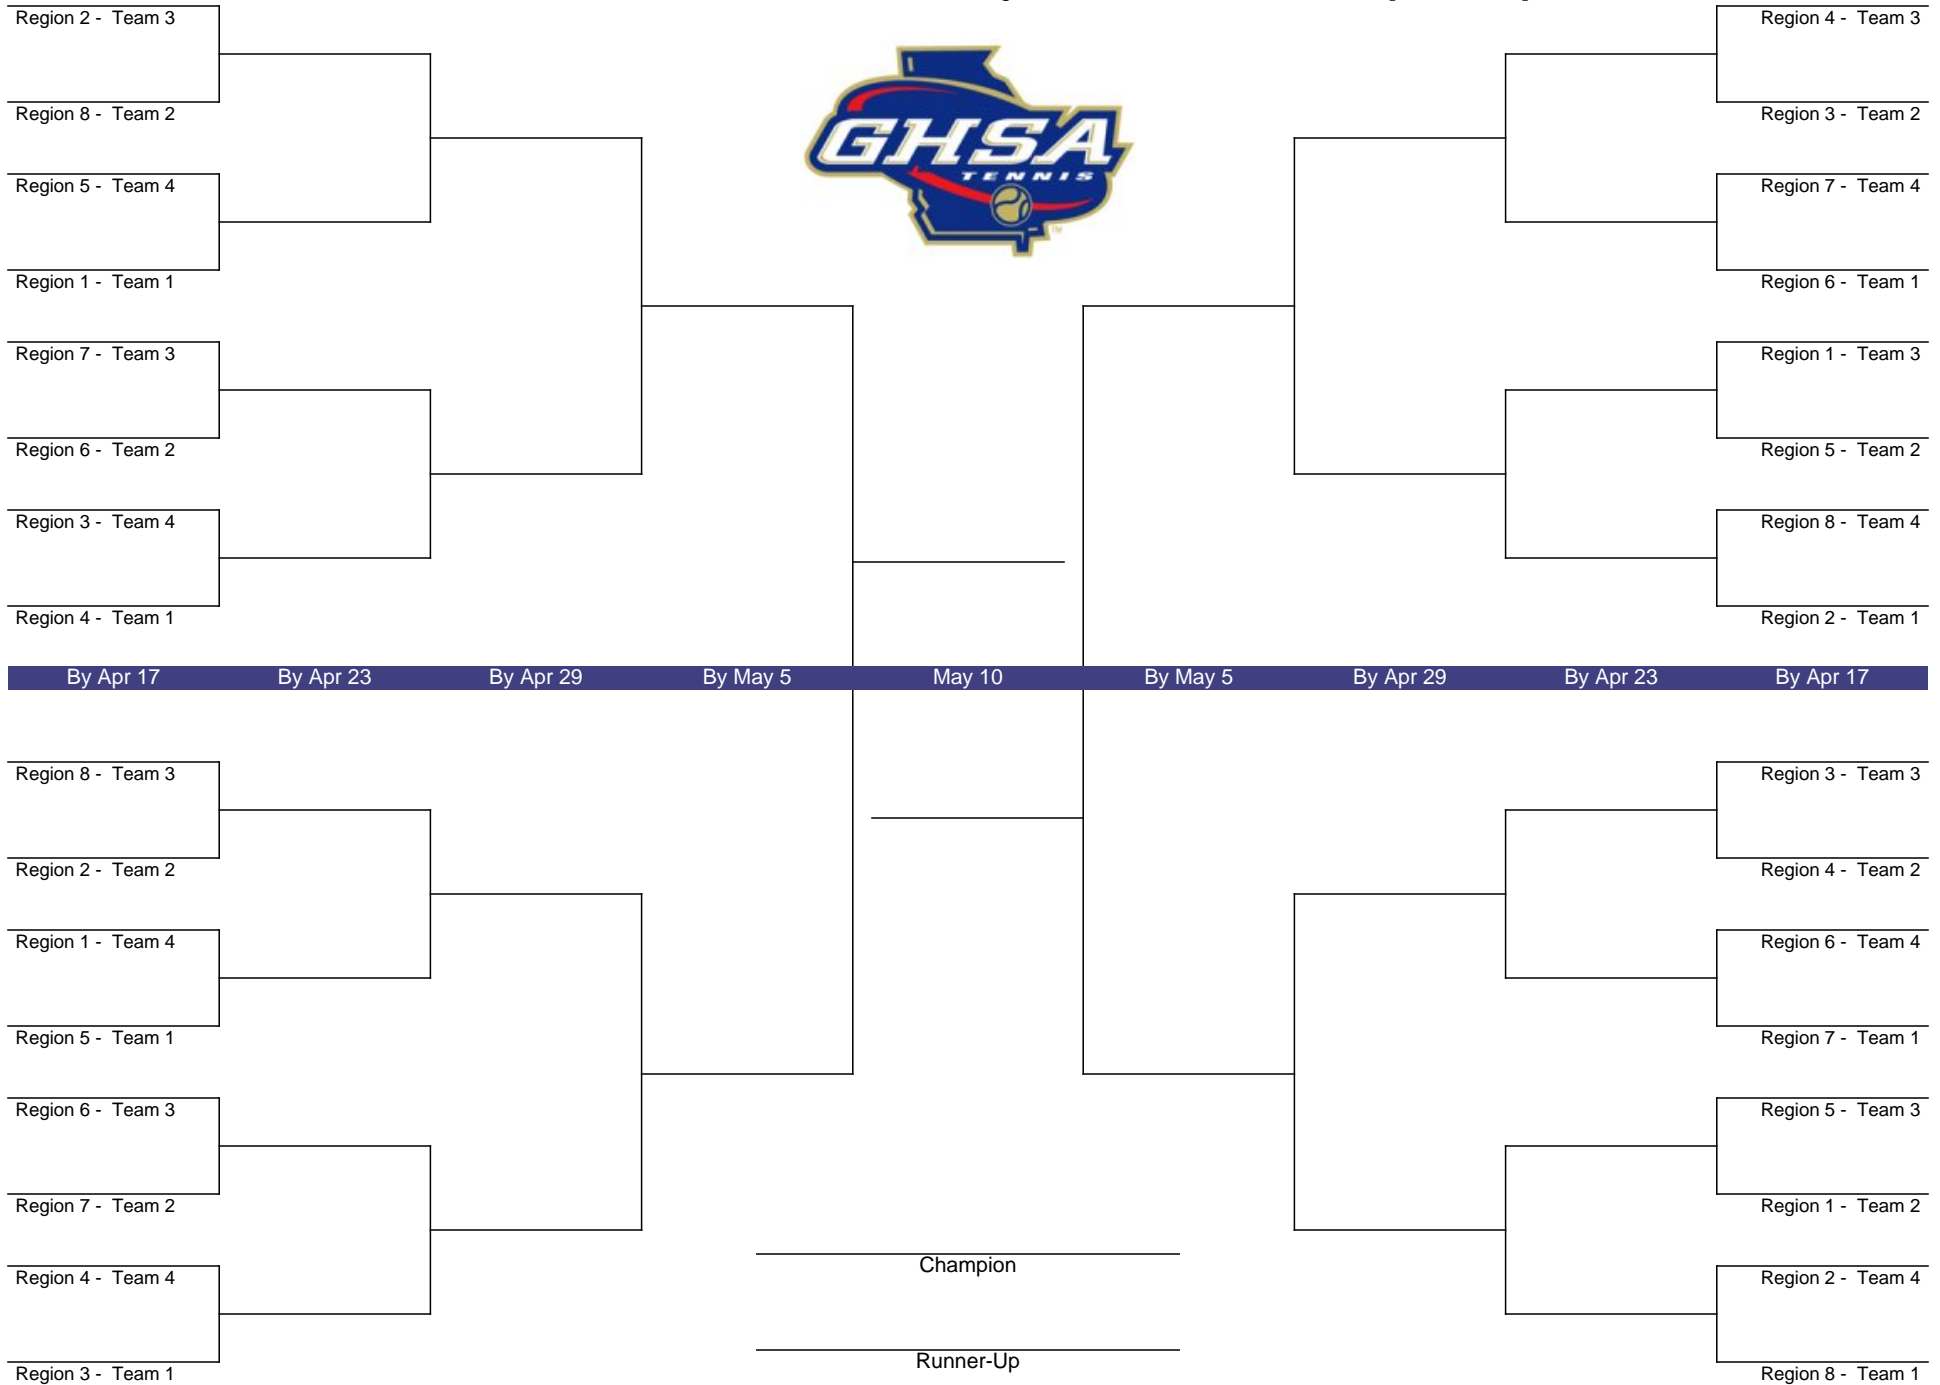 Region 2 - Team 3
Region 8 - Team 2
Region 5 - Team 4
Region 1 - Team 1
Region 7 - Team 3
Region 6 - Team 2
Region 3 - Team 4
Region 4 - Team 1
GHSA
TENNIS
TM
Region 4 - Team 3
Region 3 - Team 2
Region 7 - Team 4
Region 6 - Team 1
Region 1 - Team 3
Region 5 - Team 2
Region 8 - Team 4
Region 2 - Team 1
By Apr 17 By Apr 23 By Apr 29 By May 5 May 10 By May 5 By Apr 29 By Apr 23 By Apr 17
Region 8 - Team 3
Region 2 - Team 2
Region 1 - Team 4
Region 5 - Team 1
Region 6 - Team 3
Region 7 - Team 2
Region 4 - Team 4
Region 3 - Team 1
Champion
Runner-Up
Region 3 - Team 3
Region 4 - Team 2
Region 6 - Team 4
Region 7 - Team 1
Region 5 - Team 3
Region 1 - Team 2
Region 2 - Team 4
Region 8 - Team 1